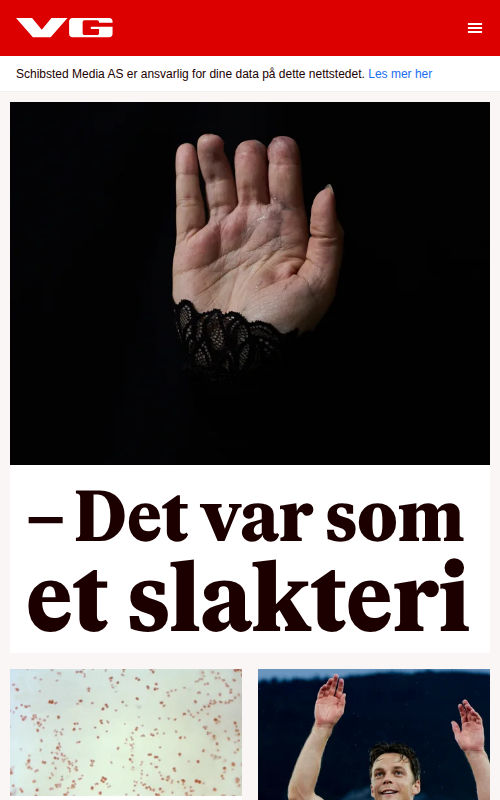 VG
Schibsted Media AS er ansvarlig for dine data på dette nettstedet. Les mer her
– Det var som
et slakteri